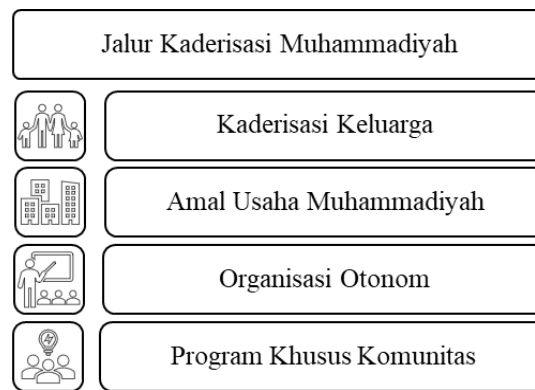 Jalur Kaderisasi Muhammadiyah
Kaderisasi Keluarga
Amal Usaha Muhammadiyah
Organisasi Otonom
Program Khusus Komunitas